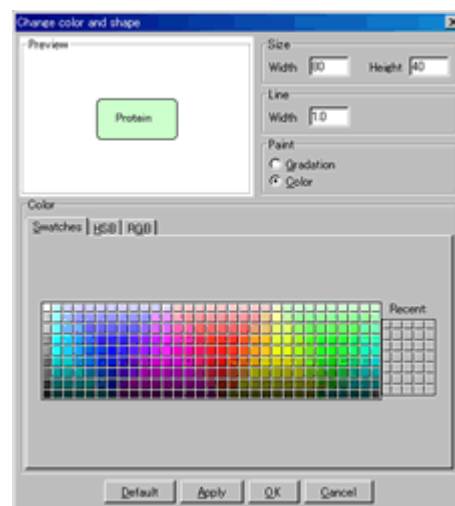 Change color and shape
Preview
Protein
Size
Width 80 Height 40
Line
Width 1.0
Paint
Gradation
Color
Color
Swatches HSB RGB
Recent:
Default Apply OK Cancel